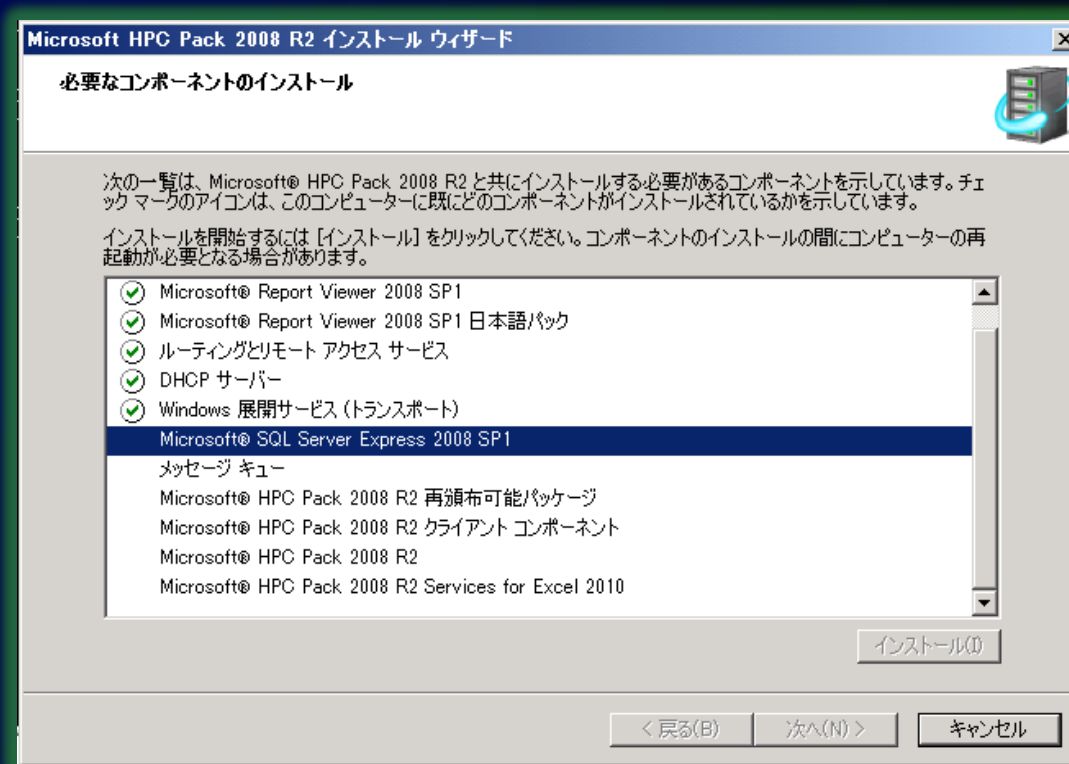 Microsoft HPC Pack 2008 R2 インストール ウィザード
必要なコンポーネントのインストール
次の一覧は、Microsoft® HPC Pack 2008 R2 と共にインストールする必要があるコンポーネントを示しています。チェ
ック マークのアイコンは、このコンピューターに既にどのコンポーネントがインストールされているかを示しています。
インストールを開始するには [インストール] をクリックしてください。コンポーネントのインストールの間にコンピューターの再
起動が必要となる場合があります。
Microsoft® Report Viewer 2008 SP1
Microsoft® Report Viewer 2008 SP1 日本語パック
ルーティングとリモート アクセス サービス
DHCP サーバー
Windows 展開サービス (トランスポート)
Microsoft® SQL Server Express 2008 SP1
メッセージ キュー
Microsoft® HPC Pack 2008 R2 再頒布可能パッケージ
Microsoft® HPC Pack 2008 R2 クライアント コンポーネント
Microsoft® HPC Pack 2008 R2
Microsoft® HPC Pack 2008 R2 Services for Excel 2010
インストール(I)
< 戻る(B) 次へ(N) > キャンセル